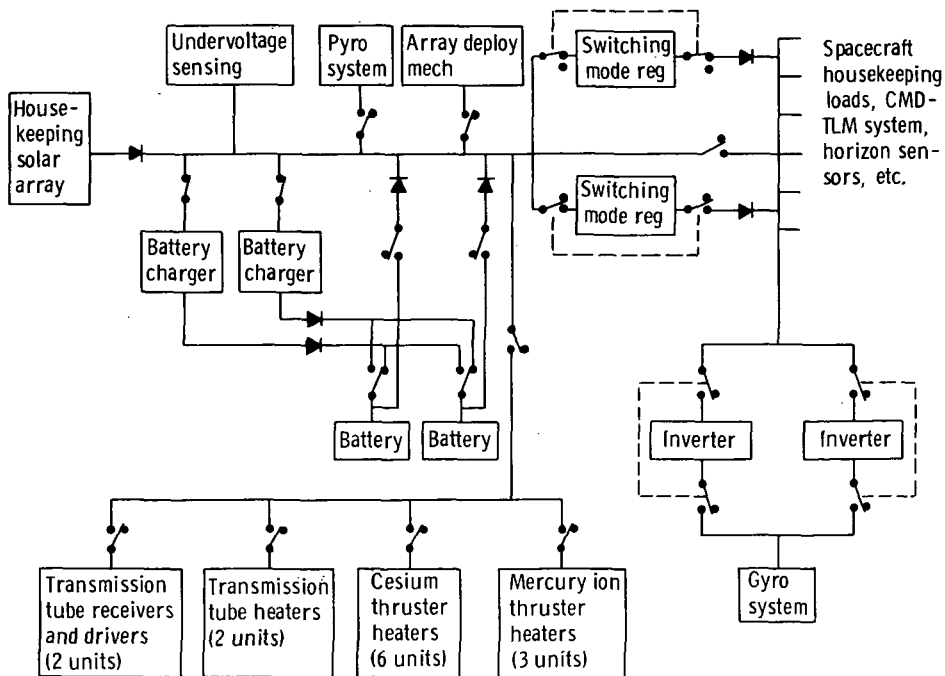 Undervoltage
sensing
Pyro
system
Array deploy
mech
Switching
mode reg
Spacecraft
housekeeping
loads, CMD-
TLM system,
horizon sen-
sors, etc.
House-
keeping
solar
array
Switching
mode reg
Battery
charger
Battery
charger
Battery
Battery
Inverter
Inverter
Transmission
tube receivers
and drivers
(2 units)
Transmission
tube heaters
(2 units)
Cesium
thruster
heaters
(6 units)
Mercury ion
thruster
heaters
(3 units)
Gyro
system